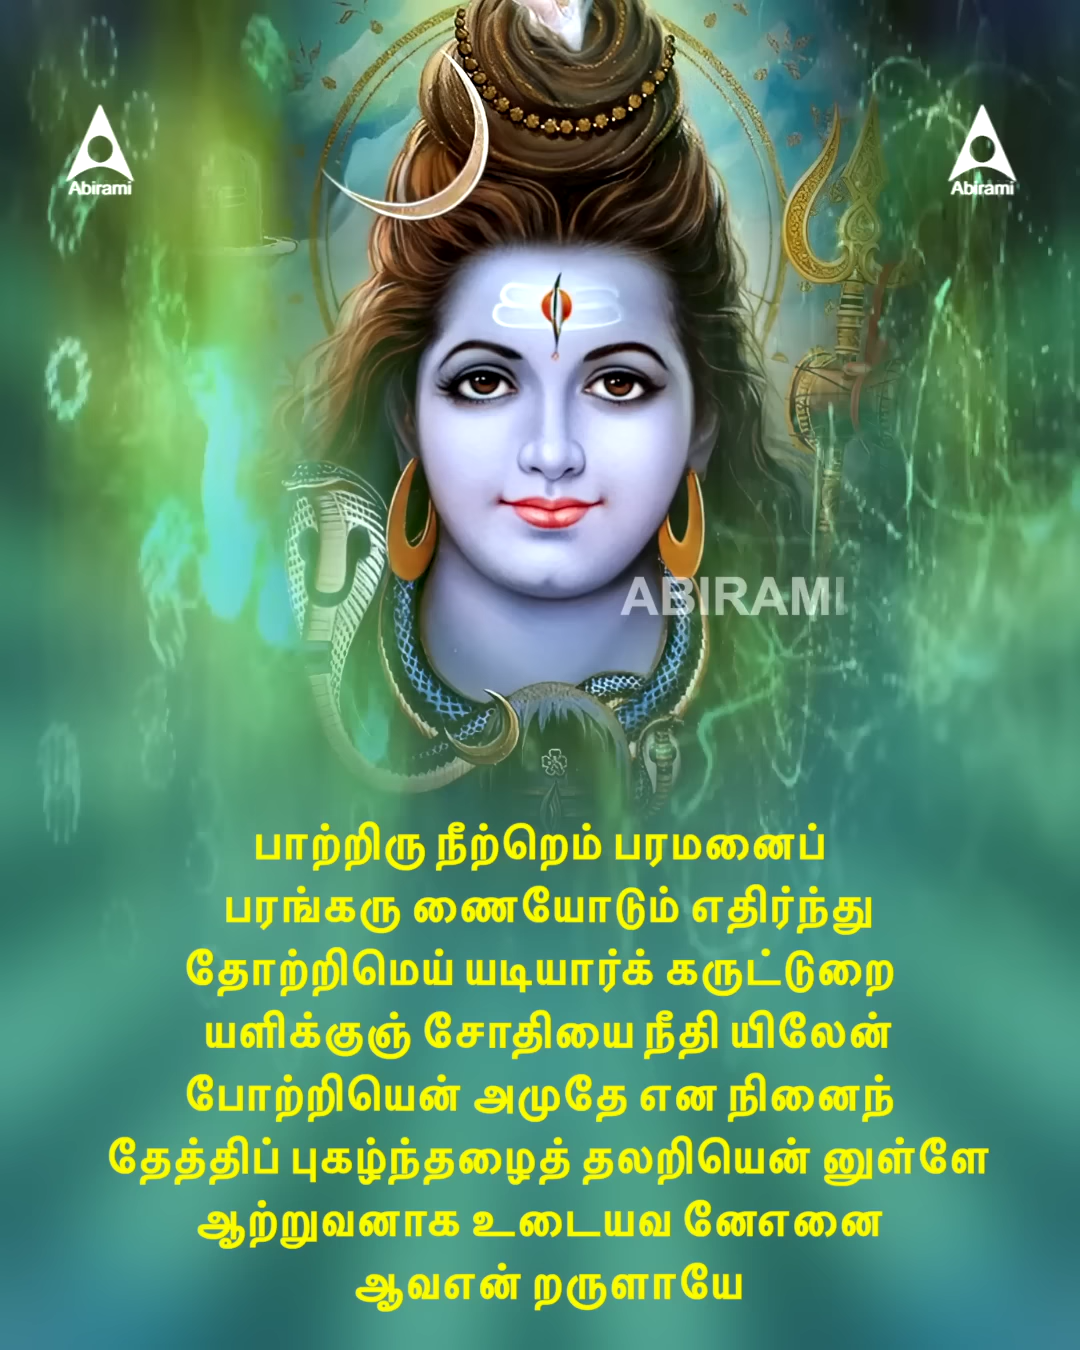 Abirami
Abirami
ABIRAMI
பாற்றிரு நீற்றெம் பரமனைப்
பரங்கரு ணையோடும் எதிர்ந்து
தோற்றிமெய் யடியார்க் கருட்டுறை
யளிக்குஞ் சோதியை நீதி யிலேன்
போற்றியென் அமுதே என நினைந்
தேத்திப் புகழ்ந்தழைத் தலறியென் னுள்ளே
ஆற்றுவனாக உடையவ னேஎனை
ஆவஎன் றருளாயே